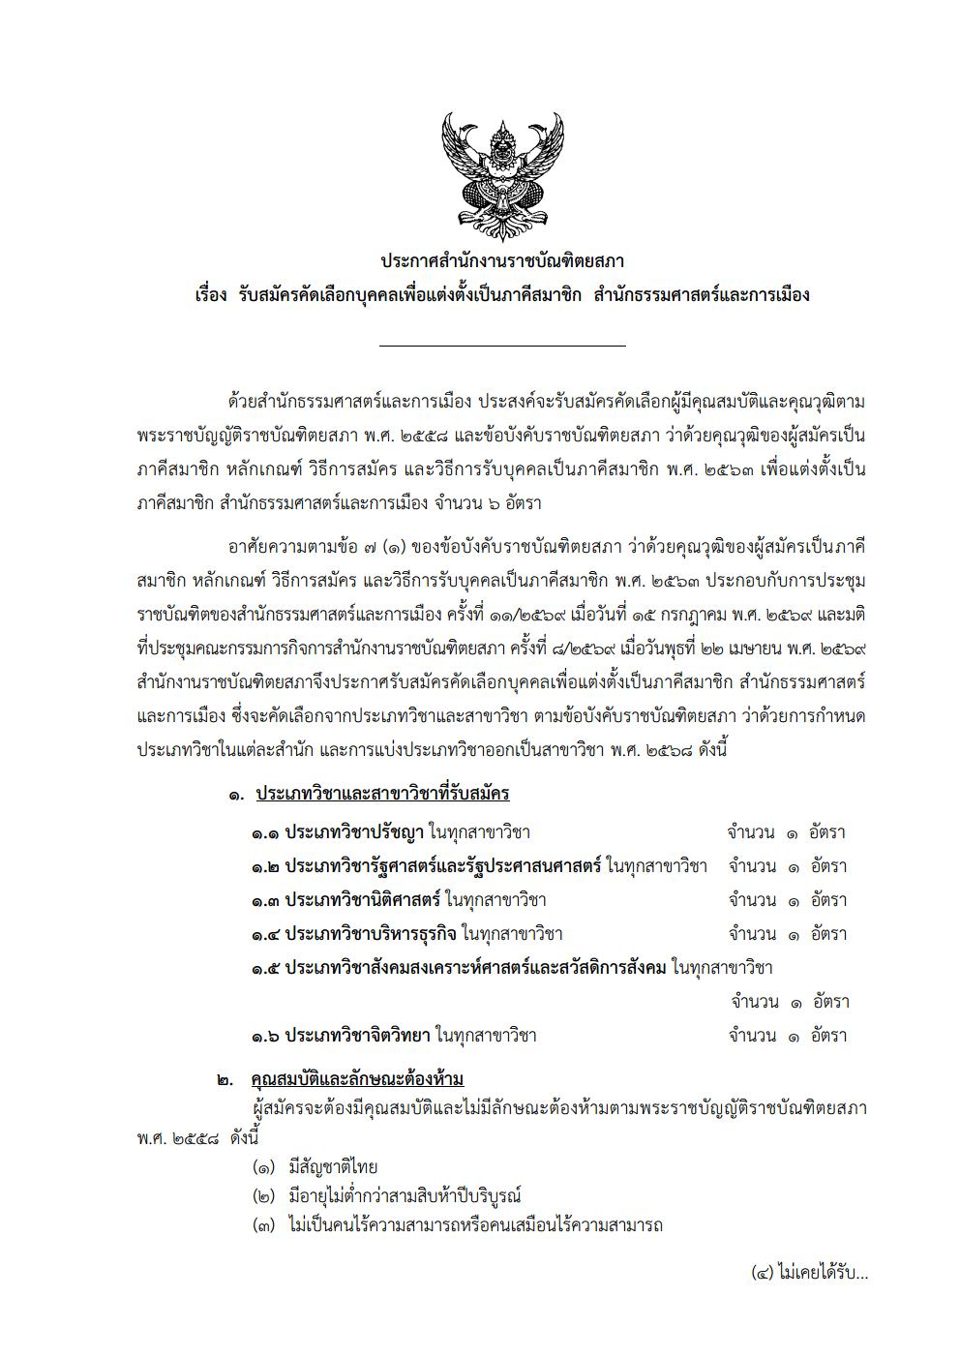 ประกาศสำนักงานราชบัณฑิตยสภา
เรื่อง รับสมัครคัดเลือกบุคคลเพื่อแต่งตั้งเป็นภาคีสมาชิก สำนักธรรมศาสตร์และการเมือง
ด้วยสำนักธรรมศาสตร์และการเมือง ประสงค์จะรับสมัครคัดเลือกผู้มีคุณสมบัติและคุณวุฒิตาม
พระราชบัญญัติราชบัณฑิตยสภา พ.ศ. ๒๕๕๘ และข้อบังคับราชบัณฑิตยสภา ว่าด้วยคุณวุฒิของผู้สมัครเป็น
ภาคีสมาชิก หลักเกณฑ์ วิธีการสมัคร และวิธีการรับบุคคลเป็นภาคีสมาชิก พ.ศ. ๒๕๖๓ เพื่อแต่งตั้งเป็น
ภาคีสมาชิก สำนักธรรมศาสตร์และการเมือง จำนวน ๖ อัตรา
อาศัยความตามข้อ ๗ (๑) ของข้อบังคับราชบัณฑิตยสภา ว่าด้วยคุณวุฒิของผู้สมัครเป็นภาคี
สมาชิก หลักเกณฑ์ วิธีการสมัคร และวิธีการรับบุคคลเป็นภาคีสมาชิก พ.ศ. ๒๕๖๓ ประกอบกับการประชุม
ราชบัณฑิตของสำนักธรรมศาสตร์และการเมือง ครั้งที่ ๑๑/๒๕๖๙ เมื่อวันที่ ๑๕ กรกฎาคม พ.ศ. ๒๕๖๙ และมติ
ที่ประชุมคณะกรรมการกิจการสำนักงานราชบัณฑิตยสภา ครั้งที่ ๘/๒๕๖๙ เมื่อวันพุธที่ ๒๒ เมษายน พ.ศ. ๒๕๖๙
สำนักงานราชบัณฑิตยสภาจึงประกาศรับสมัครคัดเลือกบุคคลเพื่อแต่งตั้งเป็นภาคีสมาชิก สำนักธรรมศาสตร์
และการเมือง ซึ่งจะคัดเลือกจากประเภทวิชาและสาขาวิชา ตามข้อบังคับราชบัณฑิตยสภา ว่าด้วยการกำหนด
ประเภทวิชาในแต่ละสำนัก และการแบ่งประเภทวิชาออกเป็นสาขาวิชา พ.ศ. ๒๕๖๘ ดังนี้
๑. ประเภทวิชาและสาขาวิชาที่รับสมัคร
๑.๑ ประเภทวิชาปรัชญา ในทุกสาขาวิชา จำนวน ๑ อัตรา
๑.๒ ประเภทวิชารัฐศาสตร์และรัฐประศาสนศาสตร์ ในทุกสาขาวิชา จำนวน ๑ อัตรา
๑.๓ ประเภทวิชานิติศาสตร์ ในทุกสาขาวิชา จำนวน ๑ อัตรา
๑.๔ ประเภทวิชาบริหารธุรกิจ ในทุกสาขาวิชา จำนวน ๑ อัตรา
๑.๕ ประเภทวิชาสังคมสงเคราะห์ศาสตร์และสวัสดิการสังคม ในทุกสาขาวิชา
จำนวน ๑ อัตรา
๑.๖ ประเภทวิชาจิตวิทยา ในทุกสาขาวิชา จำนวน ๑ อัตรา
๒. คุณสมบัติและลักษณะต้องห้าม
ผู้สมัครจะต้องมีคุณสมบัติและไม่มีลักษณะต้องห้ามตามพระราชบัญญัติราชบัณฑิตยสภา
พ.ศ. ๒๕๕๘ ดังนี้
(๑) มีสัญชาติไทย
(๒) มีอายุไม่ต่ำกว่าสามสิบห้าปีบริบูรณ์
(๓) ไม่เป็นคนไร้ความสามารถหรือคนเสมือนไร้ความสามารถ
(๔) ไม่เคยได้รับ...